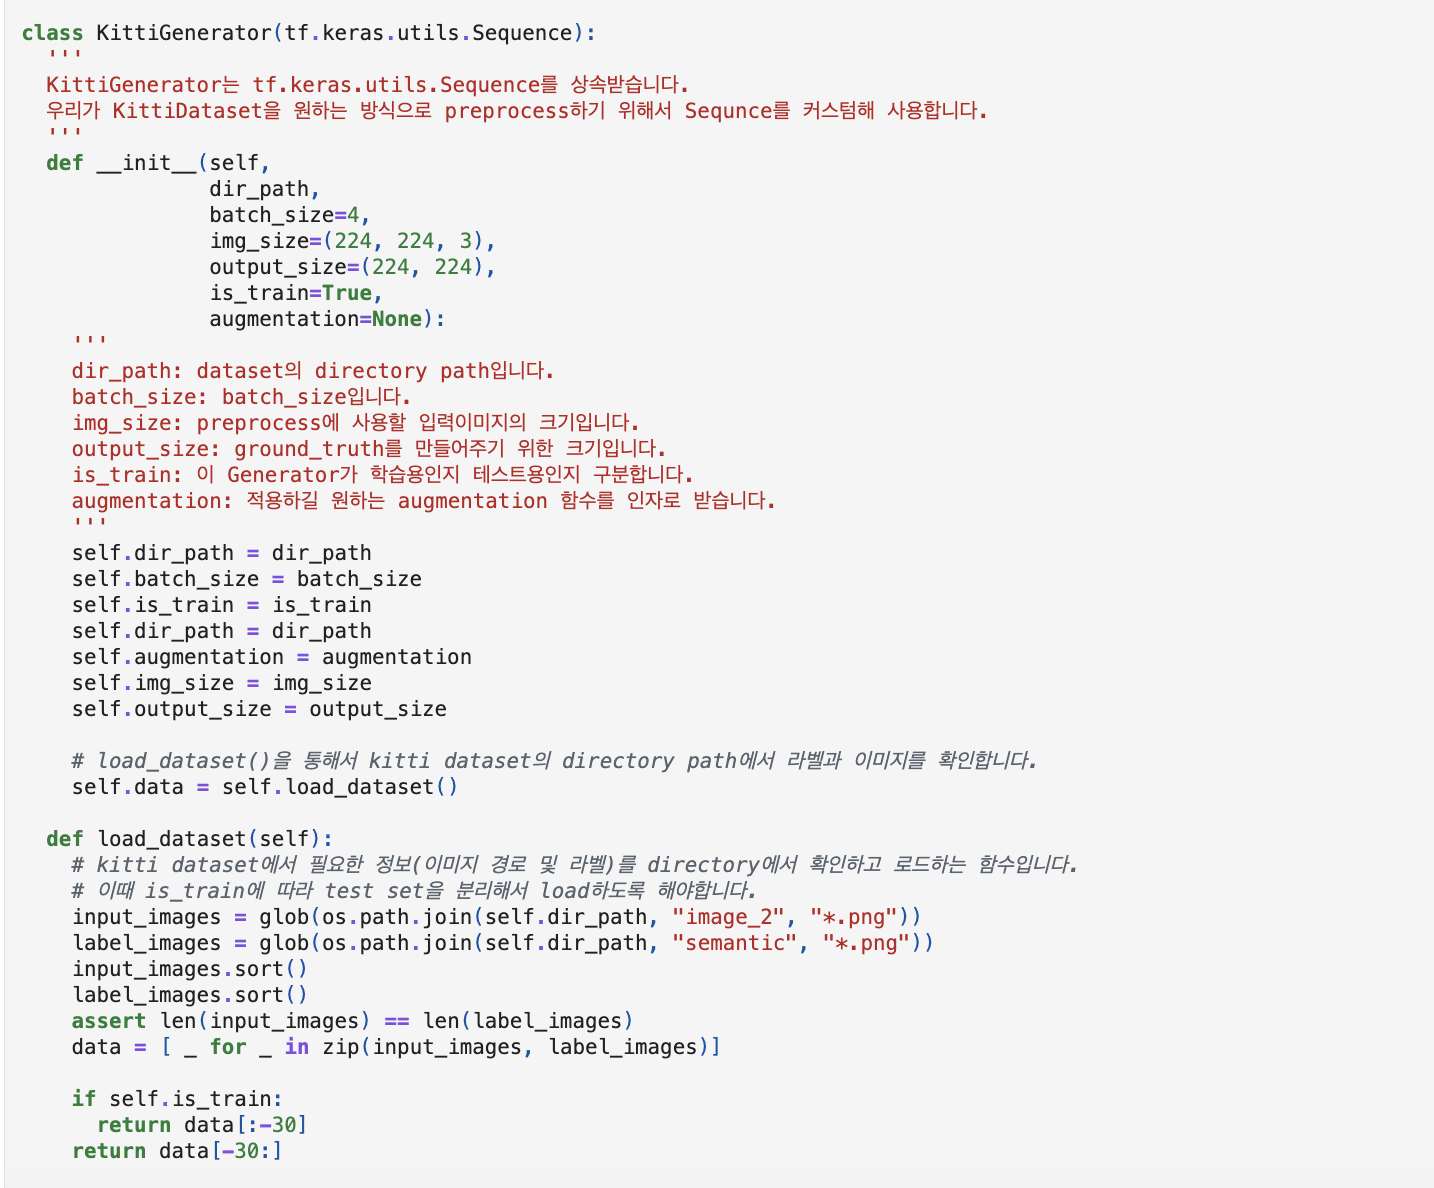 class KittiGenerator(tf.keras.utils.Sequence):
  '''
  KittiGenerator는 tf.keras.utils.Sequence를 상속받습니다.
  우리가 KittiDataset을 원하는 방식으로 preprocess하기 위해서 Sequnce를 커스텀해 사용합니다.
  '''
  def __init__(self,
               dir_path,
               batch_size=4,
               img_size=(224, 224, 3),
               output_size=(224, 224),
               is_train=True,
               augmentation=None):
    '''
    dir_path: dataset의 directory path입니다.
    batch_size: batch_size입니다.
    img_size: preprocess에 사용할 입력이미지의 크기입니다.
    output_size: ground_truth를 만들어주기 위한 크기입니다.
    is_train: 이 Generator가 학습용인지 테스트용인지 구분합니다.
    augmentation: 적용하길 원하는 augmentation 함수를 인자로 받습니다.
    '''
    self.dir_path = dir_path
    self.batch_size = batch_size
    self.is_train = is_train
    self.dir_path = dir_path
    self.augmentation = augmentation
    self.img_size = img_size
    self.output_size = output_size

    # load_dataset()을 통해서 kitti dataset의 directory path에서 라벨과 이미지를 확인합니다.
    self.data = self.load_dataset()

  def load_dataset(self):
    # kitti dataset에서 필요한 정보(이미지 경로 및 라벨)를 directory에서 확인하고 로드하는 함수입니다.
    # 이때 is_train에 따라 test set을 분리해서 load하도록 해야합니다.
    input_images = glob(os.path.join(self.dir_path, "image_2", "*.png"))
    label_images = glob(os.path.join(self.dir_path, "semantic", "*.png"))
    input_images.sort()
    label_images.sort()
    assert len(input_images) == len(label_images)
    data = [ _ for _ in zip(input_images, label_images)]

    if self.is_train:
      return data[:-30]
    return data[-30:]